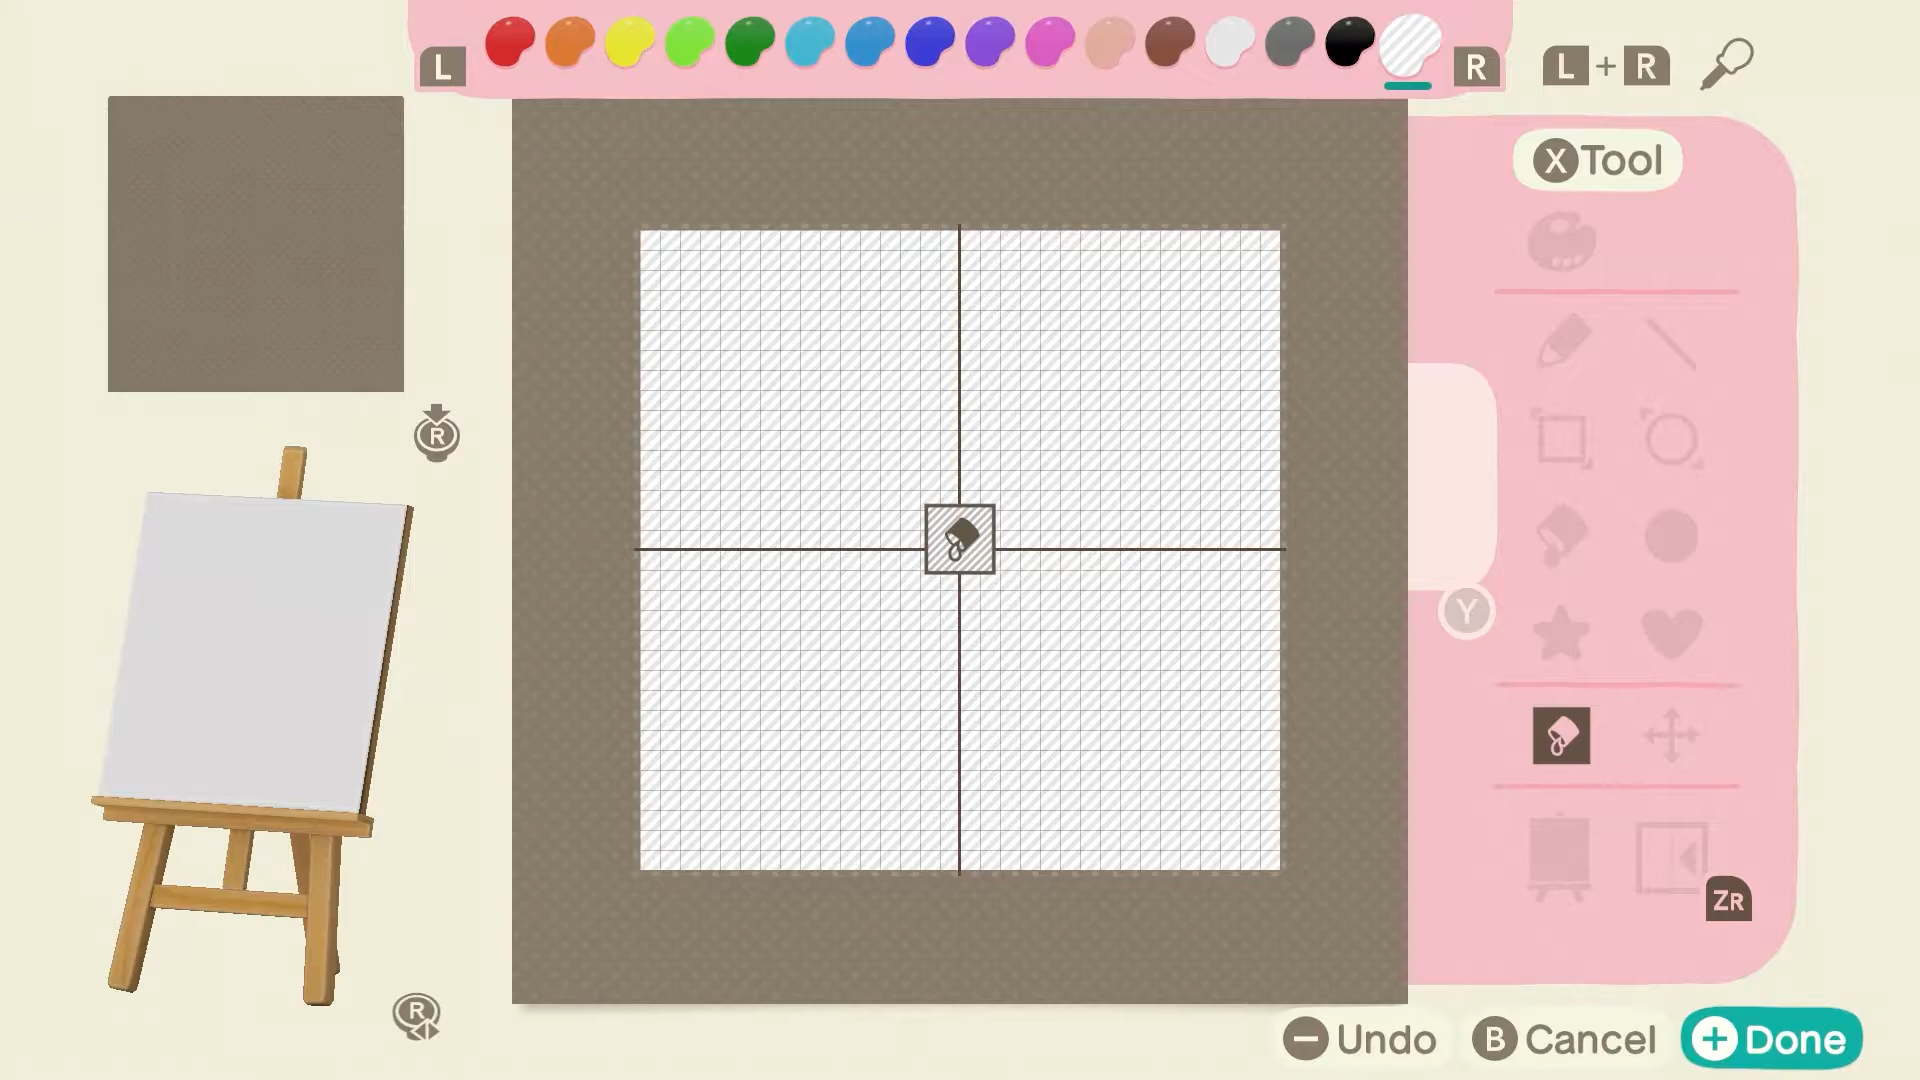 L
R
L + R
X Tool
R
Y
ZR
R
Undo
B Cancel
+ Done